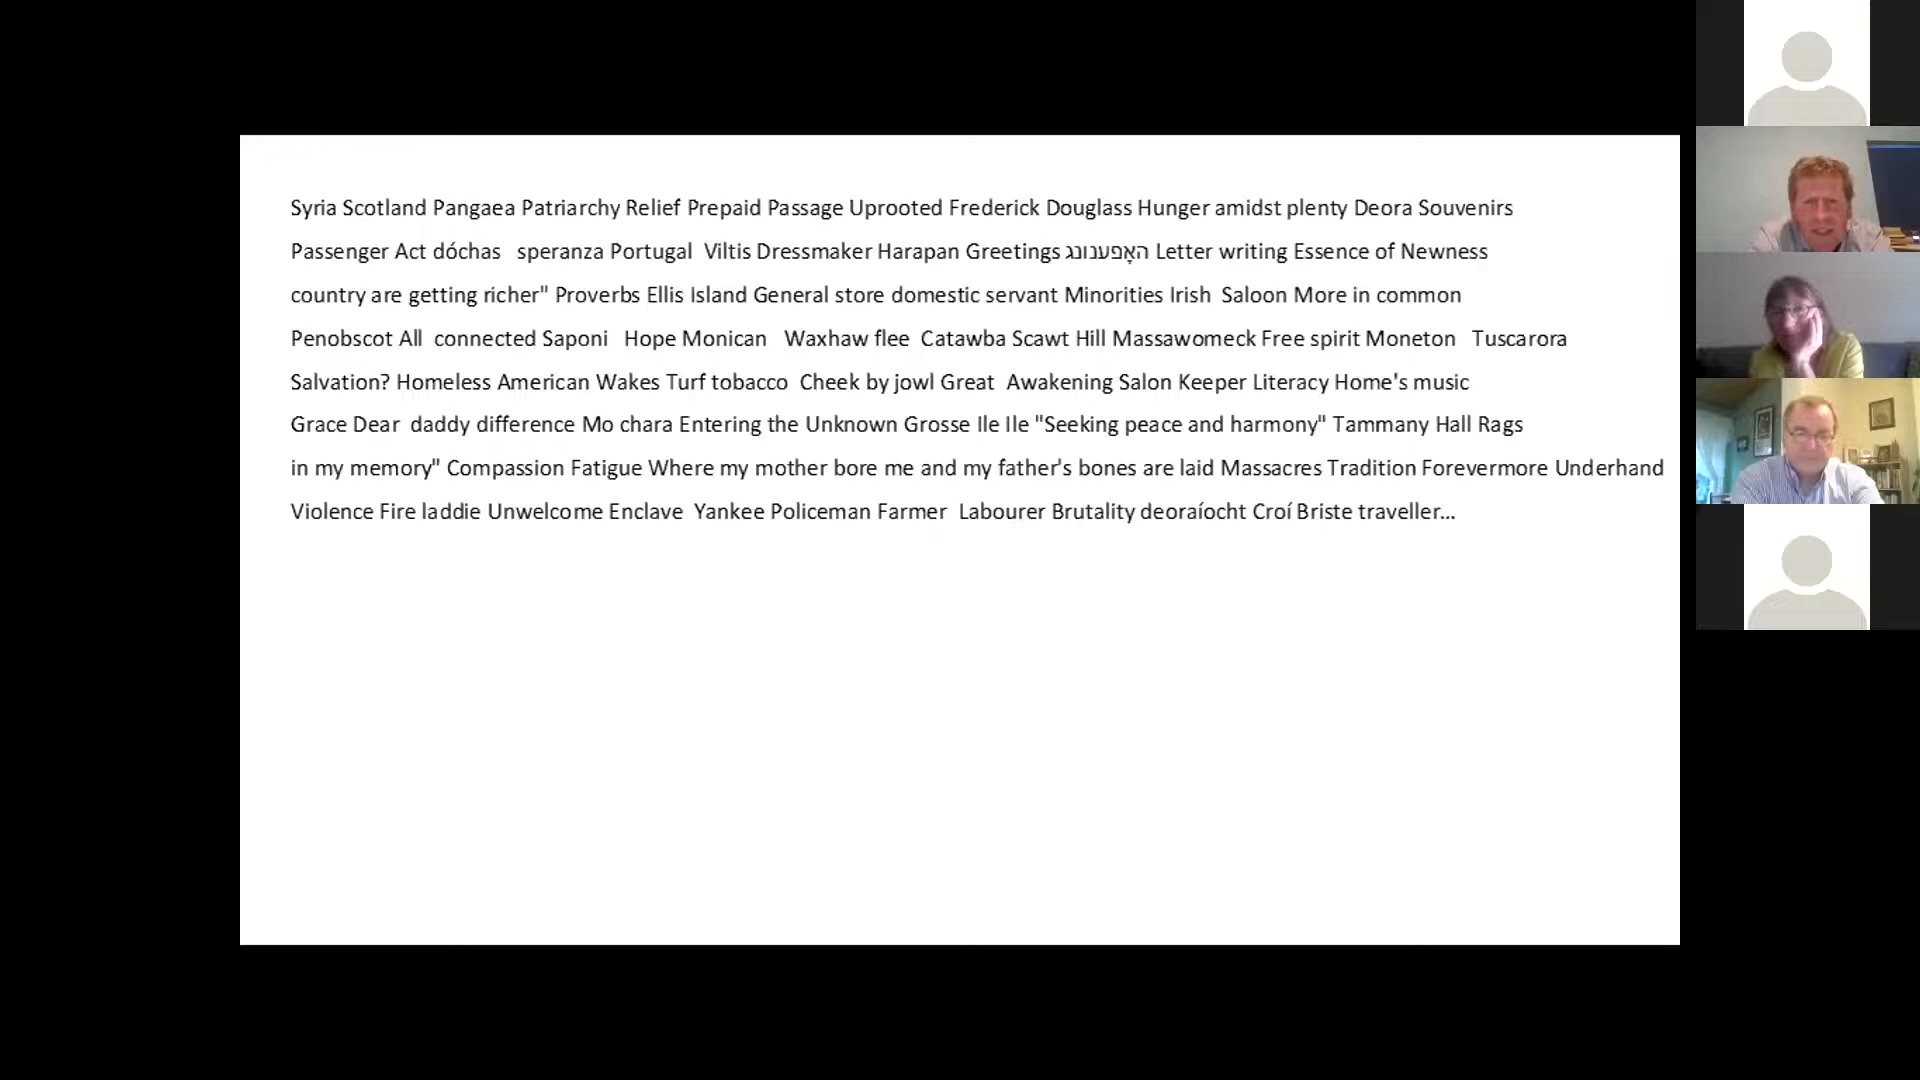 Syria Scotland Pangaea Patriarchy Relief Prepaid Passage Uprooted Frederick Douglass Hunger amidst plenty Deora Souvenirs
Passenger Act dóchas speranza Portugal Viltis Dressmaker Harapan Greetings האָפענונג Letter writing Essence of Newness
country are getting richer" Proverbs Ellis Island General store domestic servant Minorities Irish Saloon More in common
Penobscot All connected Saponi Hope Monican Waxhaw flee Catawba Scawt Hill Massawomeck Free spirit Moneton Tuscarora
Salvation? Homeless American Wakes Turf tobacco Cheek by jowl Great Awakening Salon Keeper Literacy Home's music
Grace Dear daddy difference Mo chara Entering the Unknown Grosse Ile Ile "Seeking peace and harmony" Tammany Hall Rags
in my memory" Compassion Fatigue Where my mother bore me and my father's bones are laid Massacres Tradition Forevermore Underhand
Violence Fire laddie Unwelcome Enclave Yankee Policeman Farmer Labourer Brutality deoraíocht Croí Briste traveller...